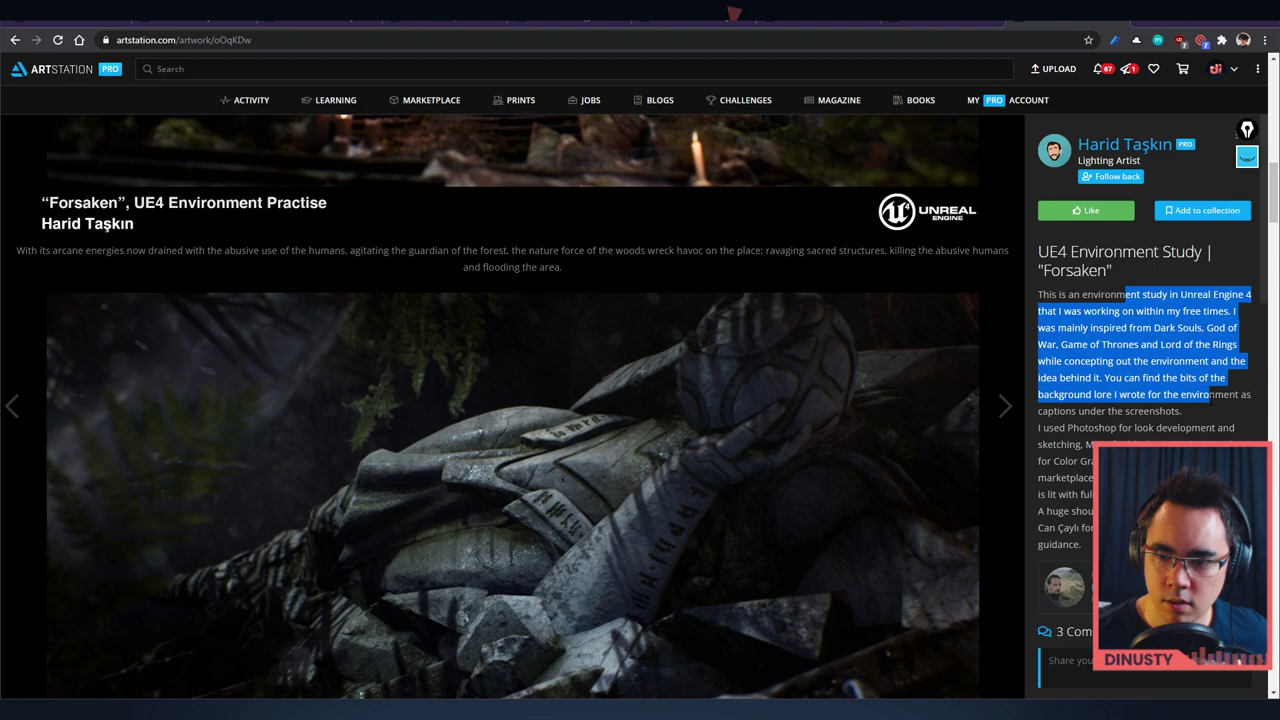 artstation.com/artwork/oOqKDw
7
7
ARTSTATION PRO
Search
UPLOAD
67
1
ACTIVITY
LEARNING
MARKETPLACE
PRINTS
JOBS
BLOGS
CHALLENGES
MAGAZINE
BOOKS
MY PRO ACCOUNT
“Forsaken”, UE4 Environment Practise
Harid Taşkın
UNREAL
ENGINE
With its arcane energies now drained with the abusive use of the humans, agitating the guardian of the forest, the nature force of the woods wreck havoc on the place; ravaging sacred structures, killing the abusive humans
and flooding the area.
Harid Taşkın PRO
Lighting Artist
Follow back
Like
Add to collection
UE4 Environment Study |
"Forsaken"
This is an environment study in Unreal Engine 4
that I was working on within my free times. I
was mainly inspired from Dark Souls, God of
War, Game of Thrones and Lord of the Rings
while concepting out the environment and the
idea behind it. You can find the bits of the
background lore I wrote for the environment as
captions under the screenshots.
I used Photoshop for look development and
sketching,
for Color
marketplace
is lit with
A huge
Can Çaylı for
guidance.
3
Share
DINUSTY